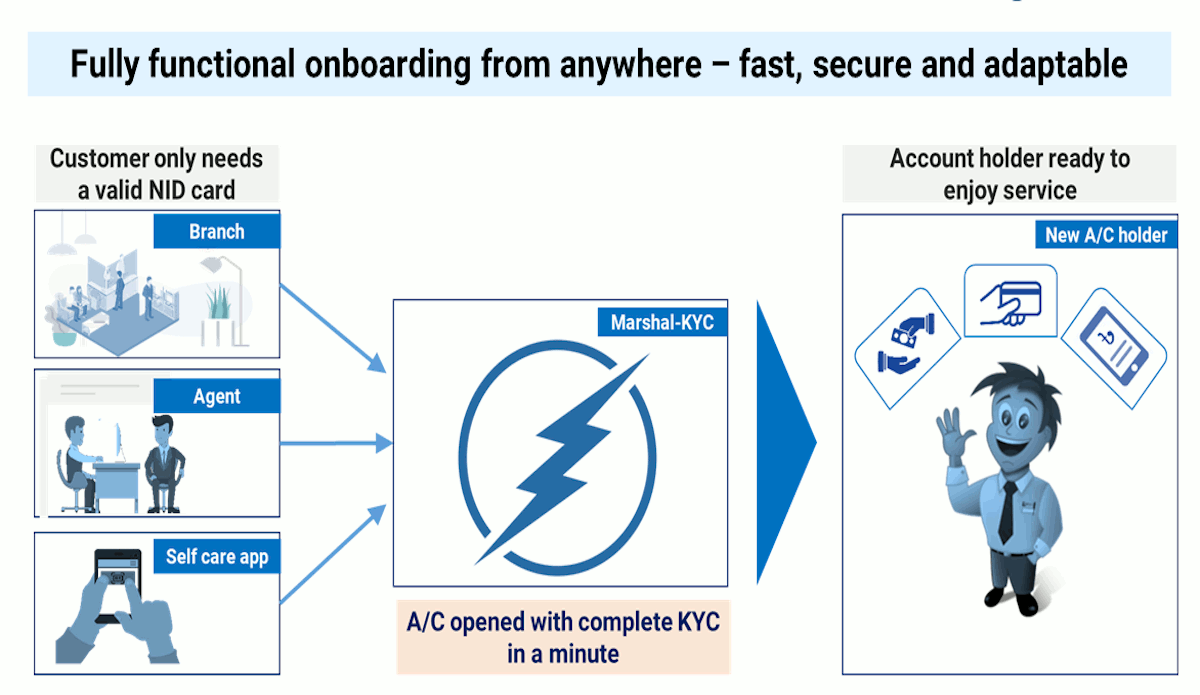 Fully functional onboarding from anywhere – fast, secure and adaptable
Customer only needs
a valid NID card
Branch
Agent
Self care app
Marshal-KYC
A/C opened with complete KYC
in a minute
Account holder ready to
enjoy service
New A/C holder
৳